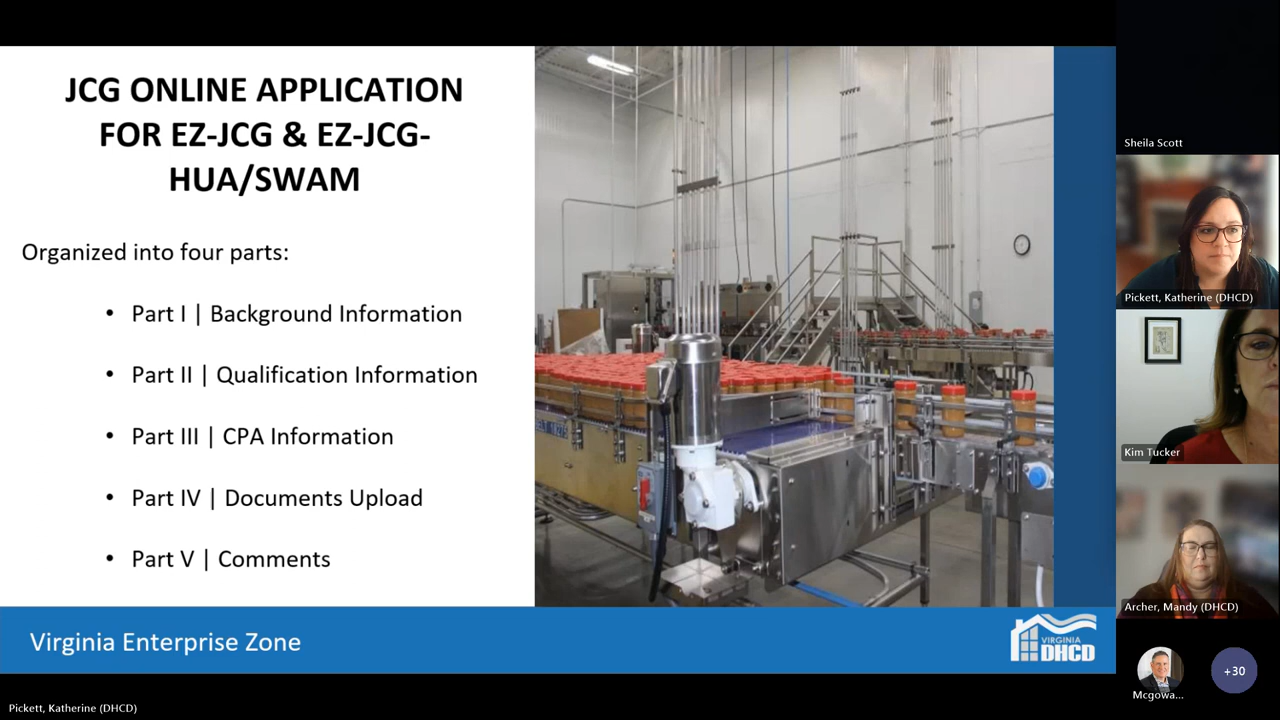 JCG ONLINE APPLICATION
FOR EZ-JCG & EZ-JCG-
HUA/SWAM
Organized into four parts:
• Part I | Background Information
• Part II | Qualification Information
• Part III | CPA Information
• Part IV | Documents Upload
• Part V | Comments
Virginia Enterprise Zone
VIRGINIA
DHCD
Pickett, Katherine (DHCD)
Sheila Scott
Pickett, Katherine (DHCD)
Kim Tucker
Archer, Mandy (DHCD)
Mcgowa...
+30